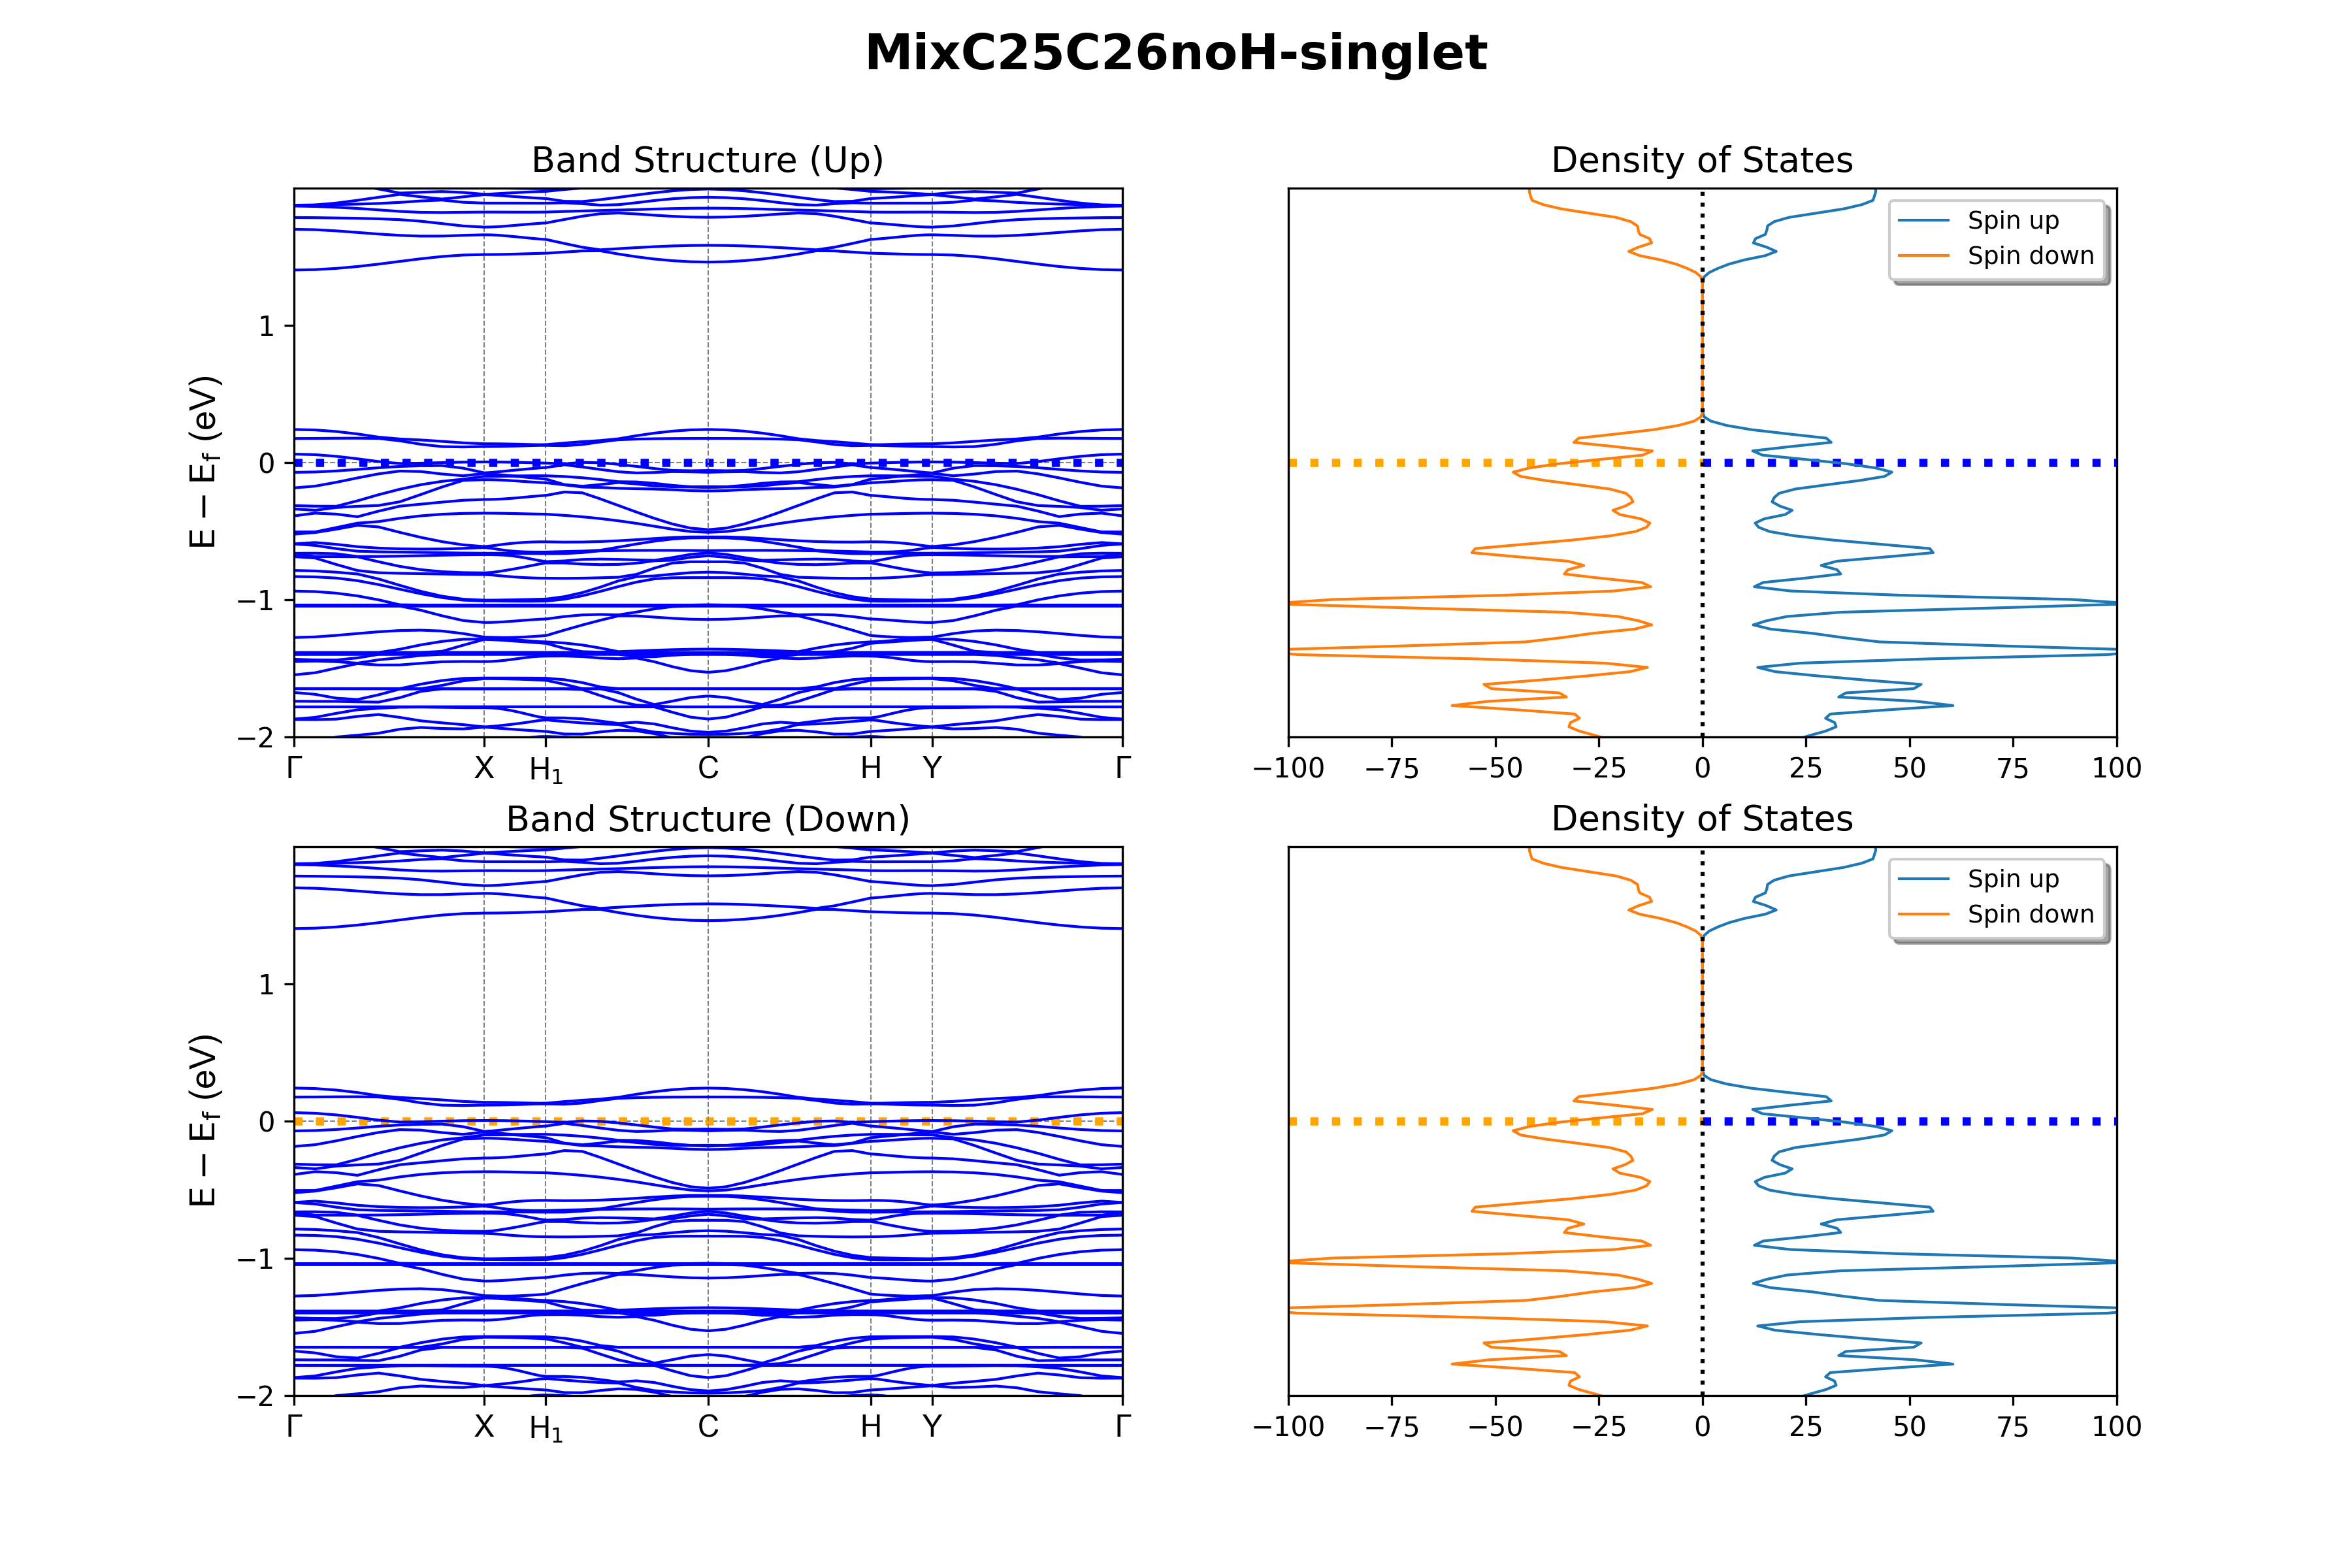 MixC25C26noH-singlet
Band Structure (Up)
Density of States
E − E_f (eV)
1
0
−1
−2
Γ X H₁ C H Y Γ
Spin up
Spin down
−100 −75 −50 −25 0 25 50 75 100
Band Structure (Down)
Density of States
E − E_f (eV)
1
0
−1
−2
Γ X H₁ C H Y Γ
Spin up
Spin down
−100 −75 −50 −25 0 25 50 75 100